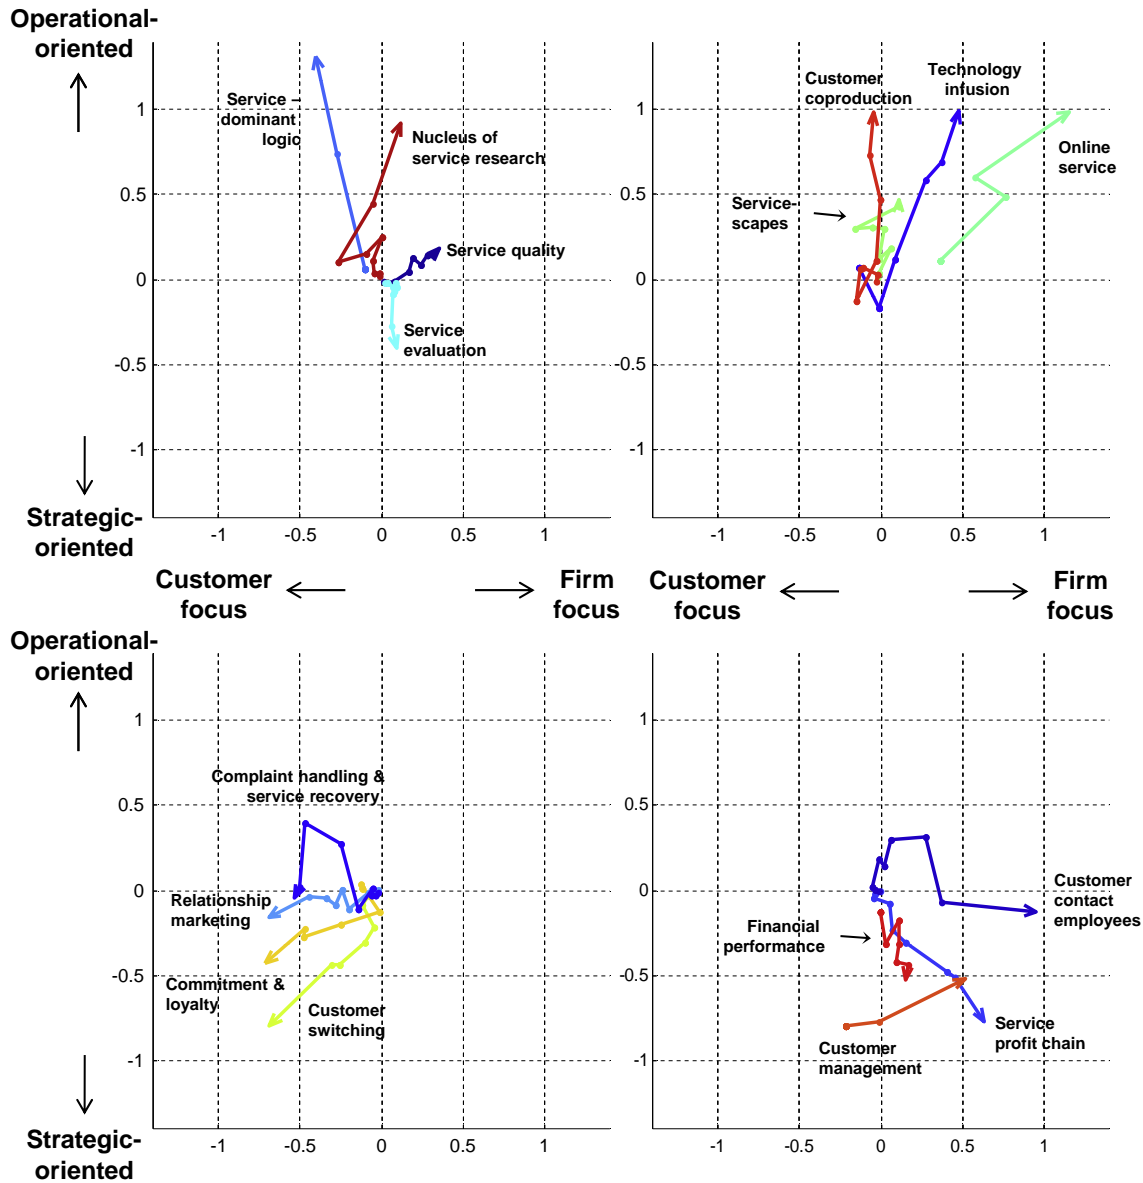 Operational-
oriented
Service –
dominant
logic
Nucleus of
service research
Service quality
Service
evaluation
1
0.5
0
-0.5
-1
-1
-0.5
0
0.5
1
Customer
coproduction
Technology
infusion
Online
service
Service-
scapes
1
0.5
0
-0.5
-1
-1
-0.5
0
0.5
1
Strategic-
oriented
Customer
focus
Firm
focus
Customer
focus
Firm
focus
Operational-
oriented
Complaint handling &
service recovery
Relationship
marketing
Commitment &
loyalty
Customer
switching
1
0.5
0
-0.5
-1
-1
-0.5
0
0.5
1
Customer
contact
employees
Financial
performance
Service
profit chain
Customer
management
1
0.5
0
-0.5
-1
-1
-0.5
0
0.5
1
Strategic-
oriented